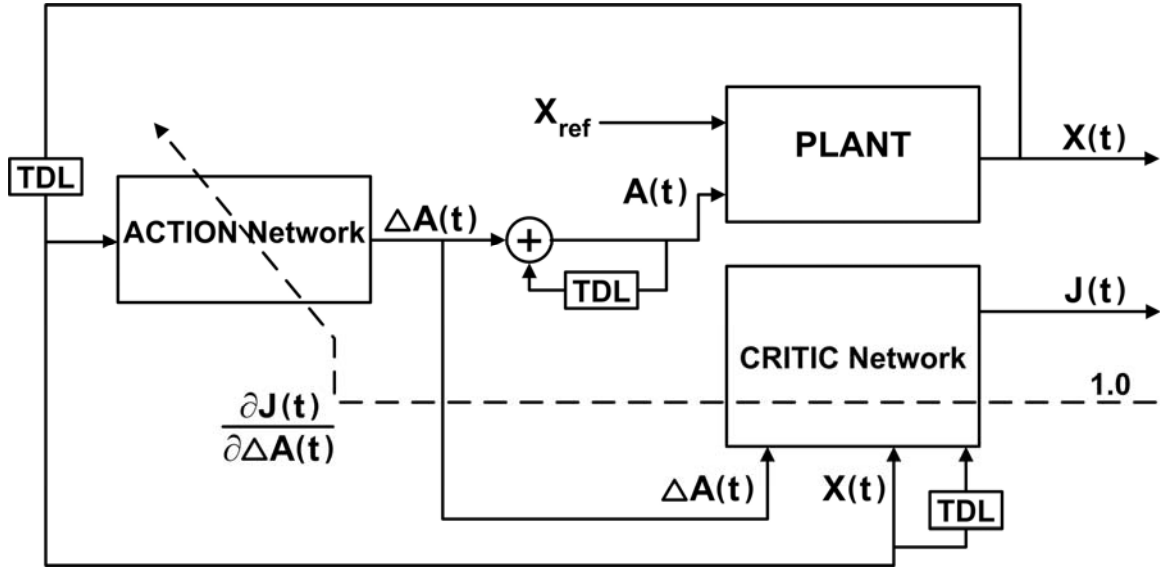 X_ref
PLANT
X(t)
TDL
A(t)
ACTION Network
△A(t)
+
TDL
J(t)
CRITIC Network
1.0
∂J(t)
∂△A(t)
△A(t)
X(t)
TDL